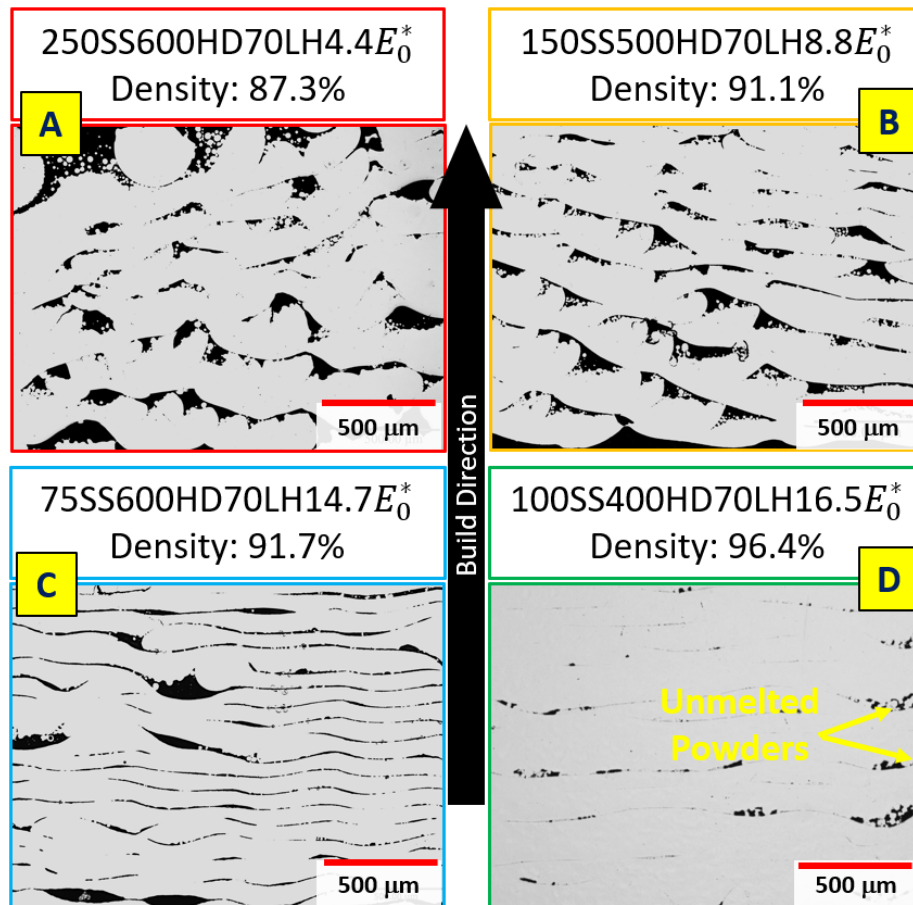 250SS600HD70LH4.4E₀*
Density: 87.3%
A
150SS500HD70LH8.8E₀*
Density: 91.1%
B
500 µm
500 µm
Build Direction
75SS600HD70LH14.7E₀*
Density: 91.7%
C
100SS400HD70LH16.5E₀*
Density: 96.4%
D
Unmelted
Powders
500 µm
500 µm